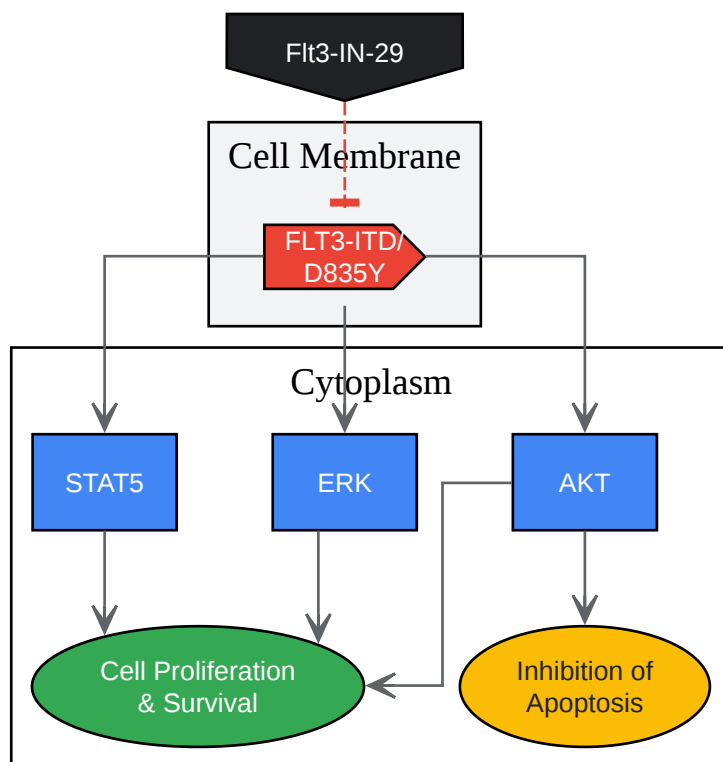 Flt3-IN-29
Cell Membrane
FLT3-ITD/
D835Y
Cytoplasm
STAT5
ERK
AKT
Cell Proliferation
& Survival
Inhibition of
Apoptosis